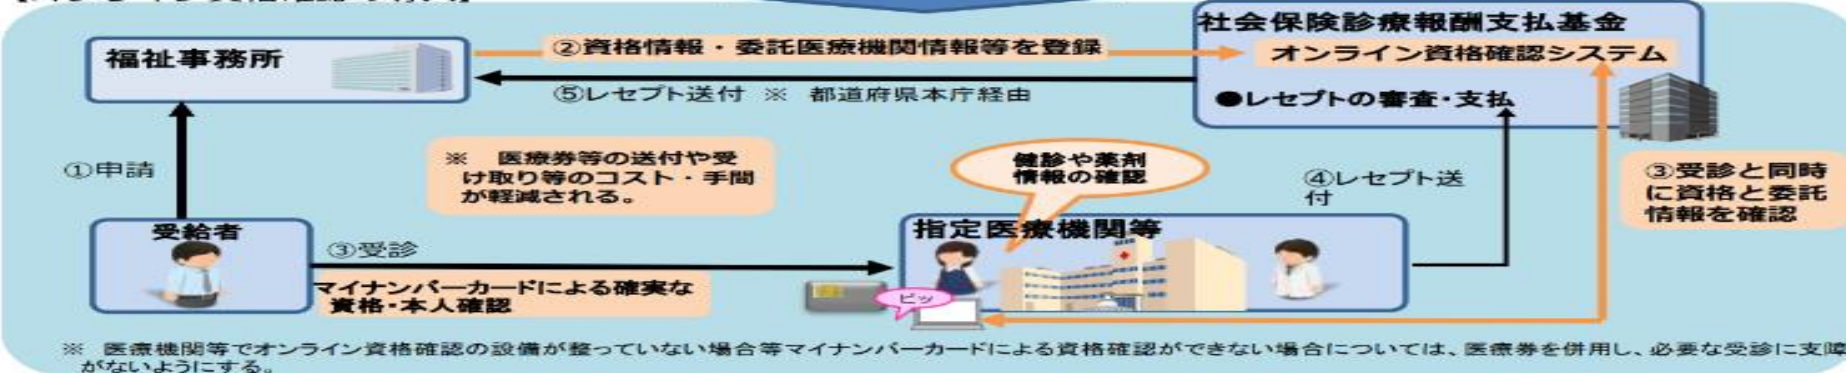 社会保険診療報酬支払基金
福祉事務所
②資格情報・委託医療機関情報等を登録
オンライン資格確認システム
⑤レセプト送付 ※ 都道府県本庁経由
●レセプトの審査・支払
①申請
※ 医療券等の送付や受
け取り等のコスト・手間
が軽減される。
健診や薬剤
情報の確認
④レセプト送
付
③受診と同時
に資格と委託
情報を確認
受給者
③受診
指定医療機関等
マイナンバーカードによる確実な
資格・本人確認
ピッ
※ 医療機関等でオンライン資格確認の設備が整っていない場合等マイナンバーカードによる資格確認ができない場合については、医療券を併用し、必要な受診に支障
がないようにする。